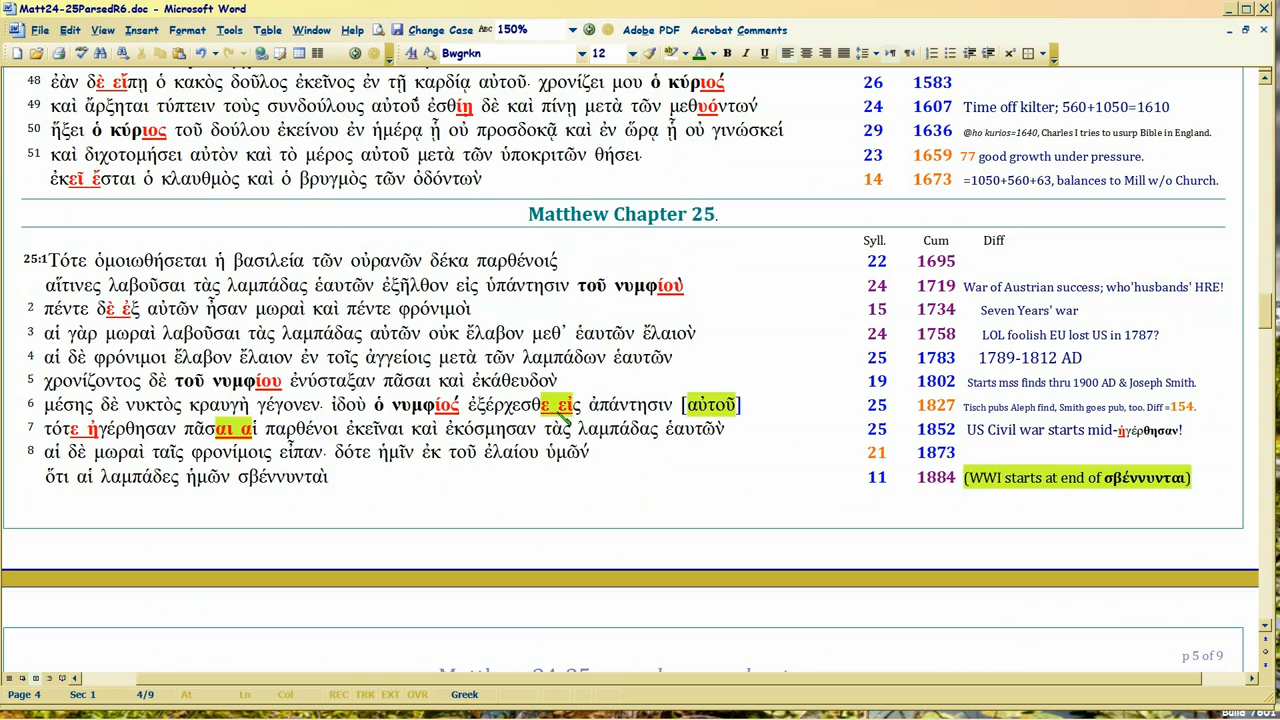 Matt24-25ParsedR6.doc - Microsoft Word
File Edit View Insert Format Tools Table Window Help Change Case 150% Adobe PDF Acrobat Comments
Bwgrkn 12 B I U
48 ἐὰν δὲ εἴπῃ ὁ κακὸς δοῦλος ἐκεῖνος ἐν τῇ καρδίᾳ αὐτοῦ. χρονίζει μου ὁ κύριος 26 1583
49 καὶ ἄρξηται τύπτειν τοὺς συνδούλους αὐτοῦ ἐσθίῃ δὲ καὶ πίνῃ μετὰ τῶν μεθυόντων 24 1607 Time off kilter; 560+1050=1610
50 ἥξει ὁ κύριος τοῦ δούλου ἐκείνου ἐν ἡμέρᾳ ᾗ οὐ προσδοκᾷ καὶ ἐν ὥρᾳ ᾗ οὐ γινώσκει 29 1636 @ho kurios=1640, Charles I tries to usurp Bible in England.
51 καὶ διχοτομήσει αὐτὸν καὶ τὸ μέρος αὐτοῦ μετὰ τῶν ὑποκριτῶν θήσει· 23 1659 77 good growth under pressure.
ἐκεῖ ἔσται ὁ κλαυθμὸς καὶ ὁ βρυγμὸς τῶν ὀδόντων 14 1673 =1050+560+63, balances to Mill w/o Church.
Matthew Chapter 25.
Syll. Cum Diff
25:1 Τότε ὁμοιωθήσεται ἡ βασιλεία τῶν οὐρανῶν δέκα παρθένοις 22 1695
αἵτινες λαβοῦσαι τὰς λαμπάδας ἑαυτῶν ἐξῆλθον εἰς ὑπάντησιν τοῦ νυμφίου 24 1719 War of Austrian success; who'husbands' HRE!
2 πέντε δὲ ἐξ αὐτῶν ἦσαν μωραὶ καὶ πέντε φρόνιμοι 15 1734 Seven Years' war
3 αἱ γὰρ μωραὶ λαβοῦσαι τὰς λαμπάδας αὐτῶν οὐκ ἔλαβον μεθ᾽ ἑαυτῶν ἔλαιον 24 1758 LOL foolish EU lost US in 1787?
4 αἱ δὲ φρόνιμοι ἔλαβον ἔλαιον ἐν τοῖς ἀγγείοις μετὰ τῶν λαμπάδων ἑαυτῶν 25 1783 1789-1812 AD
5 χρονίζοντος δὲ τοῦ νυμφίου ἐνύσταξαν πᾶσαι καὶ ἐκάθευδον 19 1802 Starts mss finds thru 1900 AD & Joseph Smith.
6 μέσης δὲ νυκτὸς κραυγὴ γέγονεν· ἰδοὺ ὁ νυμφίος ἐξέρχεσθε εἰς ἀπάντησιν [αὐτοῦ] 25 1827 Tisch pubs Aleph find, Smith goes pub, too. Diff =154.
7 τότε ἠγέρθησαν πᾶσαι αἱ παρθένοι ἐκεῖναι καὶ ἐκόσμησαν τὰς λαμπάδας ἑαυτῶν 25 1852 US Civil war starts mid-ἠγέρθησαν!
8 αἱ δὲ μωραὶ ταῖς φρονίμοις εἶπαν· δότε ἡμῖν ἐκ τοῦ ἐλαίου ὑμῶν 21 1873
ὅτι αἱ λαμπάδες ἡμῶν σβέννυνται 11 1884 (WWI starts at end of σβέννυνται)
p 5 of 9
Page 4 Sec 1 4/9 At Ln Col REC TRK EXT OVR Greek